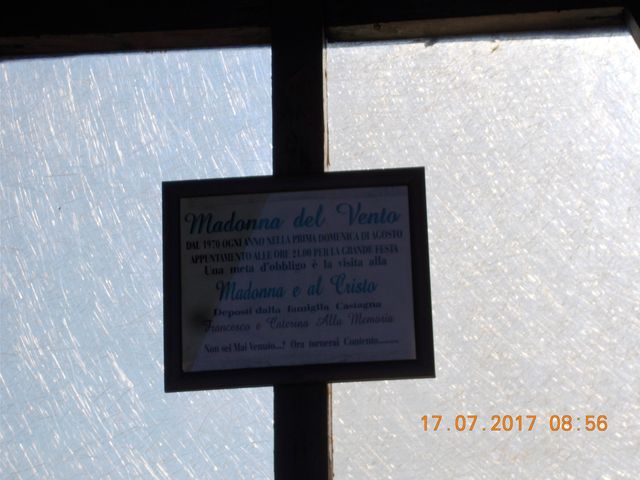 Madonna del Vento
DAL 1970 OGNI ANNO NELLA PRIMA DOMENICA DI AGOSTO
APPUNTAMENTO ALLE ORE 21.00 PER LA GRANDE FESTA
Una meta d'obbligo è la visita alla
Madonna e al Cristo
Deposti dalla famiglia Castagna
Francesco e Caterina Alla Memoria
Non sei Mai Venuto...? Ora tornerai Contento..........
17.07.2017 08:56